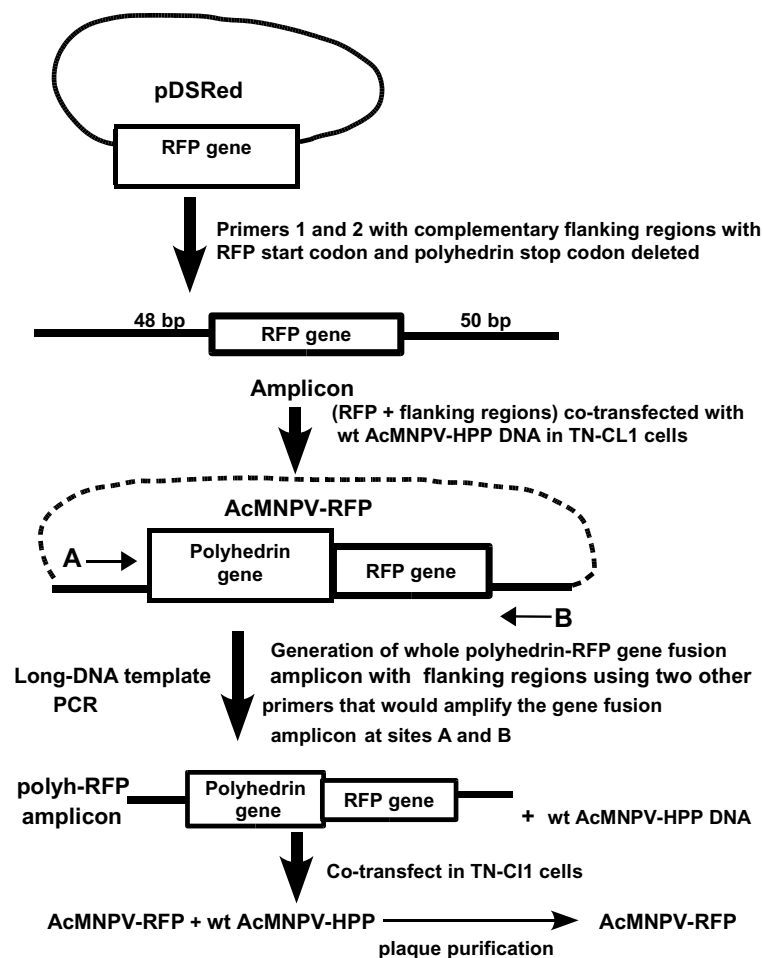 pDSRed
RFP gene
Primers 1 and 2 with complementary flanking regions with
RFP start codon and polyhedrin stop codon deleted
48 bp
RFP gene
50 bp
Amplicon
(RFP + flanking regions) co-transfected with
wt AcMNPV-HPP DNA in TN-CL1 cells
AcMNPV-RFP
A
Polyhedrin
gene
RFP gene
B
Long-DNA template
PCR
Generation of whole polyhedrin-RFP gene fusion
amplicon with flanking regions using two other
primers that would amplify the gene fusion
amplicon at sites A and B
polyh-RFP
amplicon
Polyhedrin
gene
RFP gene
+ wt AcMNPV-HPP DNA
Co-transfect in TN-Cl1 cells
AcMNPV-RFP + wt AcMNPV-HPP
plaque purification
AcMNPV-RFP